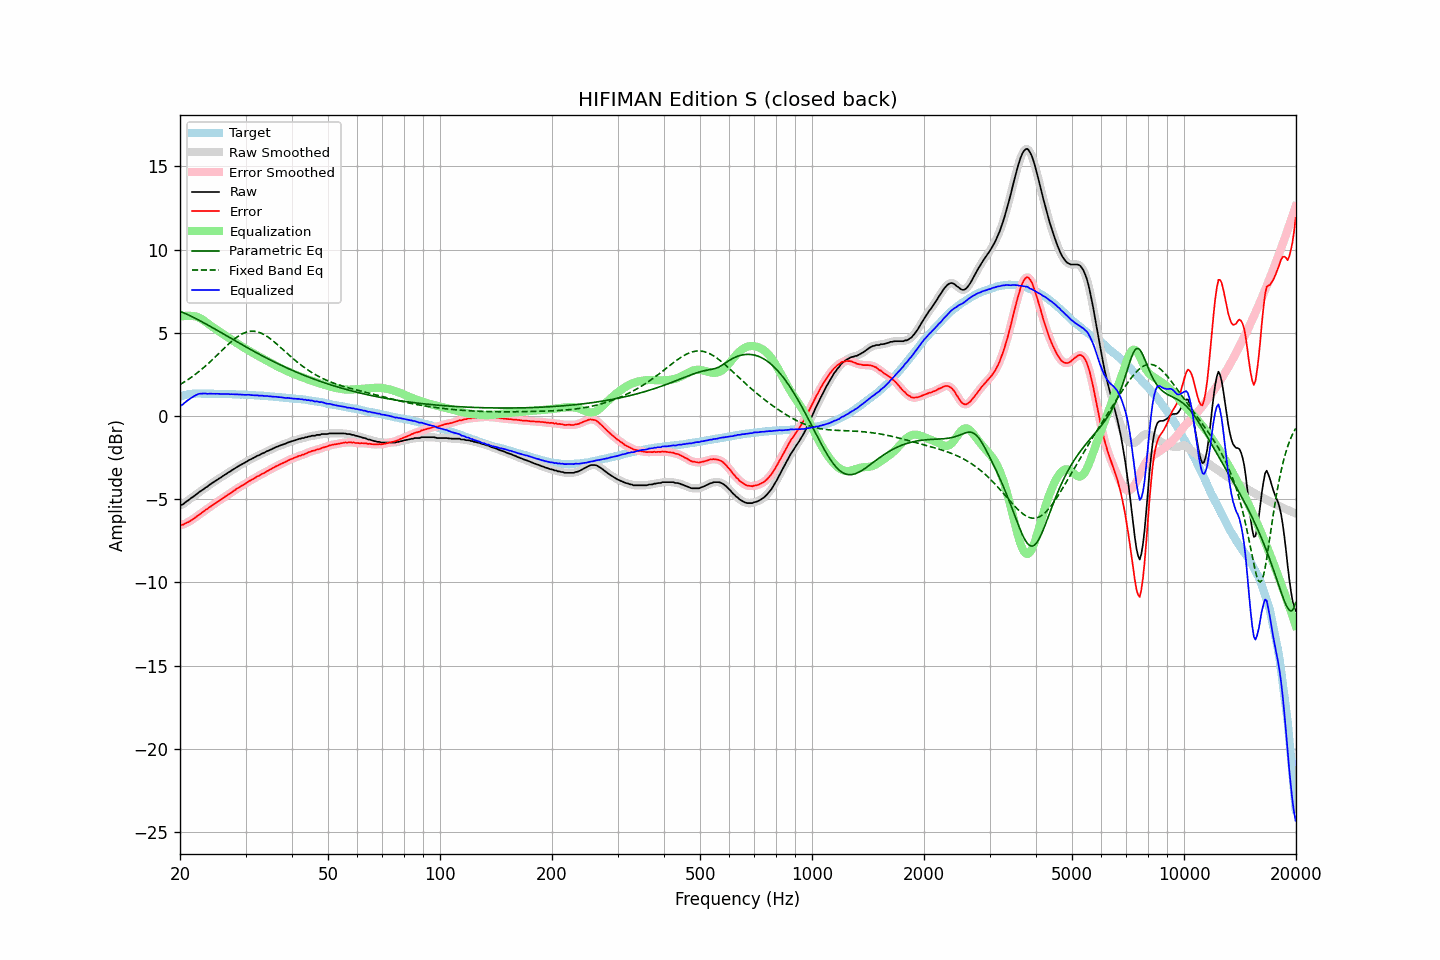 HIFIMAN Edition S (closed back)
Target
Raw Smoothed
Error Smoothed
Raw
Error
Equalization
Parametric Eq
Fixed Band Eq
Equalized
15
10
5
0
−5
−10
−15
−20
−25
Amplitude (dBr)
20
50
100
200
500
1000
2000
5000
10000
20000
Frequency (Hz)